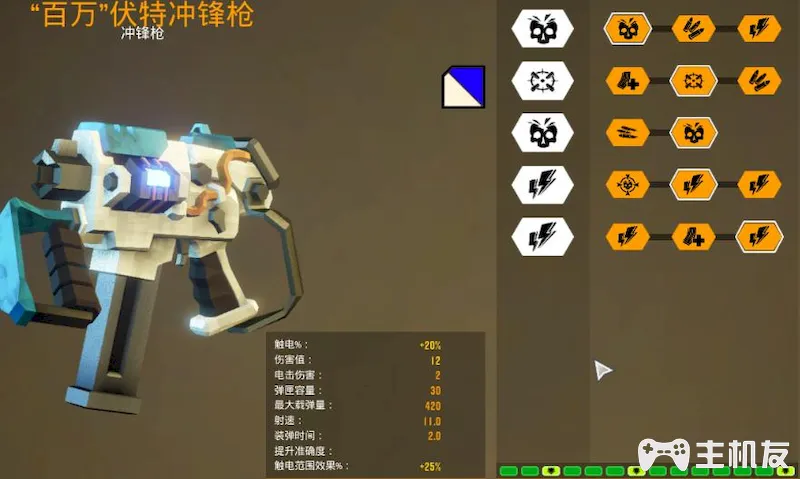 “百万”伏特冲锋枪
冲锋枪
触电%： +20%
伤害值： 12
电击伤害： 2
弹匣容量： 30
最大载弹量： 420
射速： 11.0
装弹时间： 2.0
提升准确度：
触电范围效果%： +25%
主机友